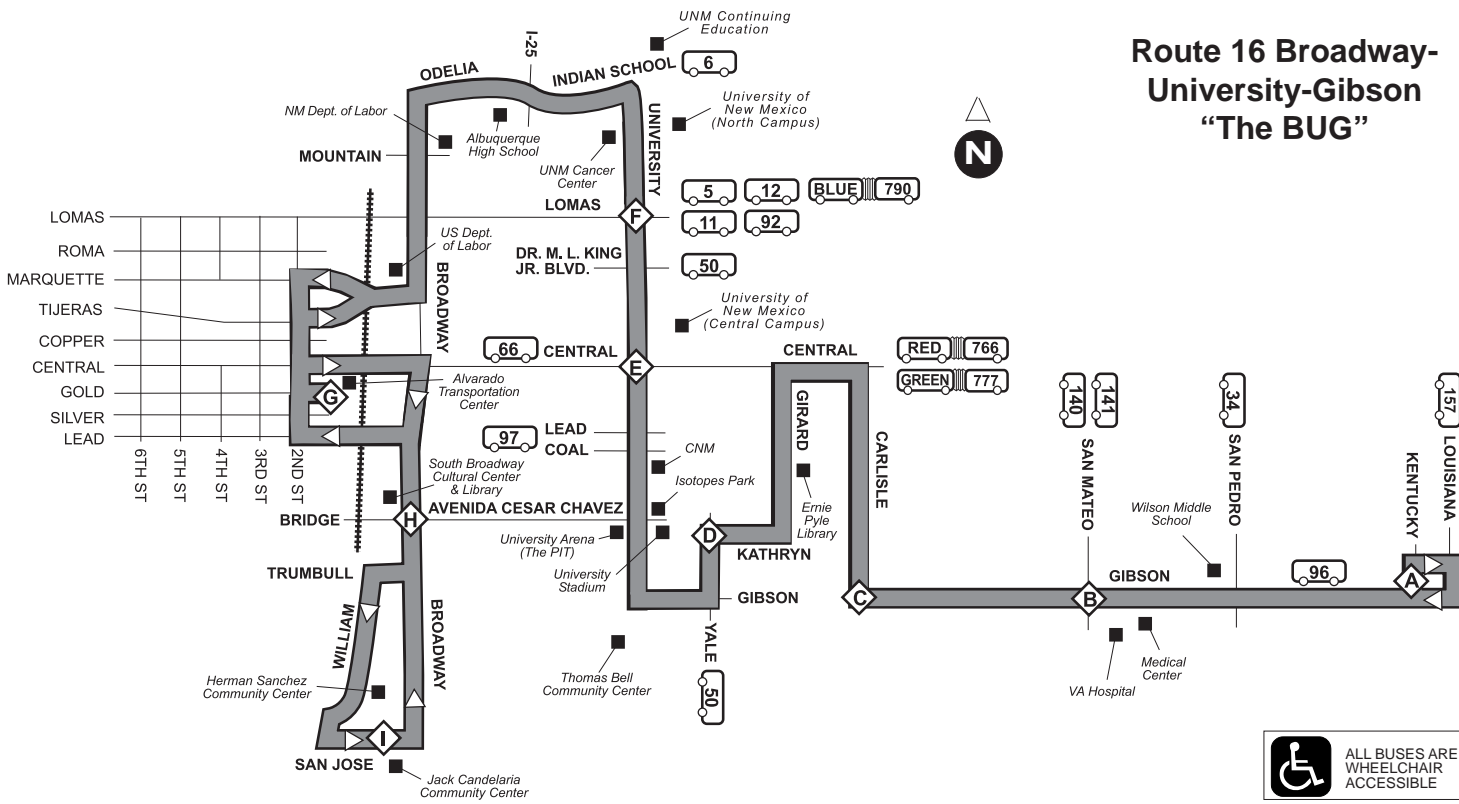 Route 16 Broadway-
University-Gibson
“The BUG”
N
UNM Continuing
Education
I-25
ODELIA
INDIAN SCHOOL
6
NM Dept. of Labor
Albuquerque
High School
UNM Cancer
Center
UNIVERSITY
University of
New Mexico
(North Campus)
MOUNTAIN
LOMAS
5
12
BLUE
790
F
11
92
LOMAS
ROMA
MARQUETTE
TIJERAS
COPPER
CENTRAL
GOLD
SILVER
LEAD
6TH ST
5TH ST
4TH ST
3RD ST
2ND ST
US Dept.
of Labor
BROADWAY
DR. M. L. KING
JR. BLVD.
50
University of
New Mexico
(Central Campus)
66
CENTRAL
E
CENTRAL
RED
766
GREEN
777
G
Alvarado
Transportation
Center
97
LEAD
COAL
CNM
Isotopes Park
GIRARD
CARLISLE
Ernie
Pyle
Library
South Broadway
Cultural Center
& Library
BRIDGE
H
AVENIDA CESAR CHAVEZ
University Arena
(The PIT)
University
Stadium
D
KATHRYN
140
141
SAN MATEO
34
SAN PEDRO
157
LOUISIANA
KENTUCKY
Wilson Middle
School
TRUMBULL
WILLIAM
BROADWAY
GIBSON
C
B
GIBSON
96
A
YALE
50
Thomas Bell
Community Center
VA Hospital
Medical
Center
Herman Sanchez
Community Center
I
SAN JOSE
Jack Candelaria
Community Center
ALL BUSES ARE
WHEELCHAIR
ACCESSIBLE